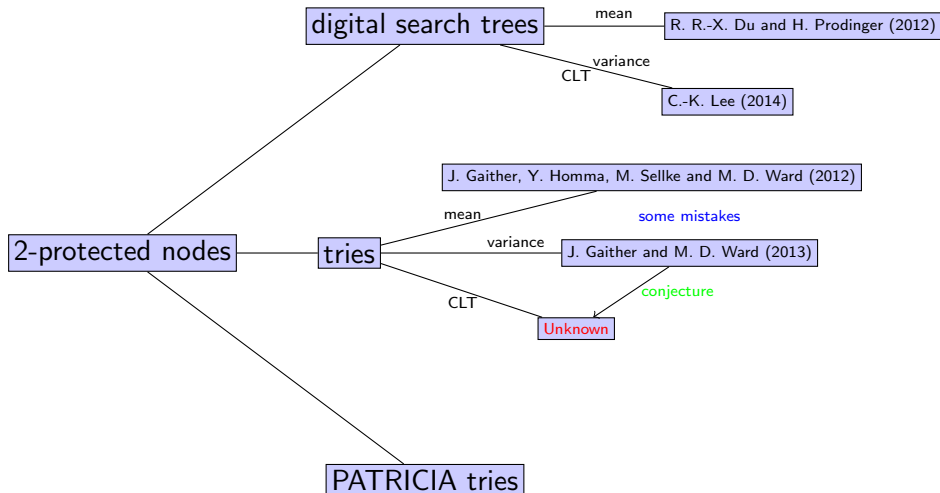 digital search trees
mean
R. R.-X. Du and H. Prodinger (2012)
variance
CLT
C.-K. Lee (2014)
J. Gaither, Y. Homma, M. Sellke and M. D. Ward (2012)
mean
some mistakes
2-protected nodes
tries
variance
J. Gaither and M. D. Ward (2013)
conjecture
CLT
Unknown
PATRICIA tries